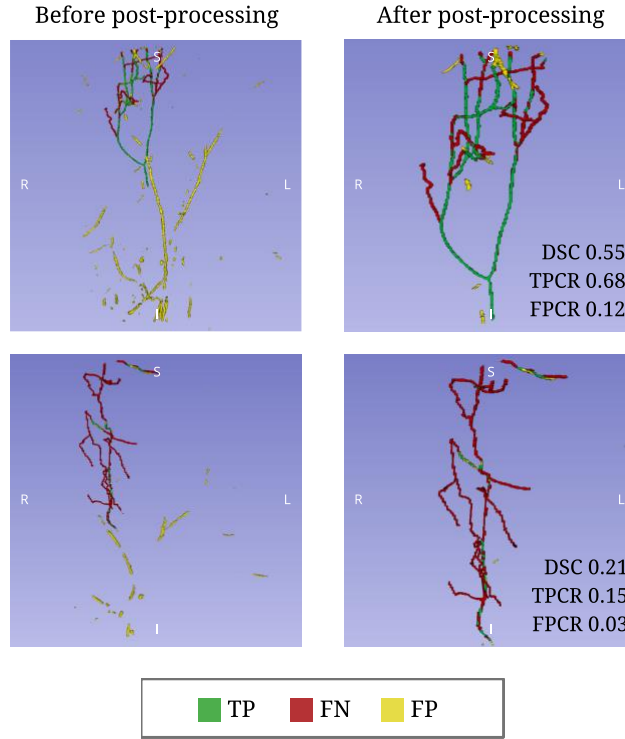 Before post-processing
After post-processing
S
R
L
I
S
R
L
I
DSC 0.55
TPCR 0.68
FPCR 0.12
S
R
L
I
S
R
L
I
DSC 0.21
TPCR 0.15
FPCR 0.03
TP
FN
FP